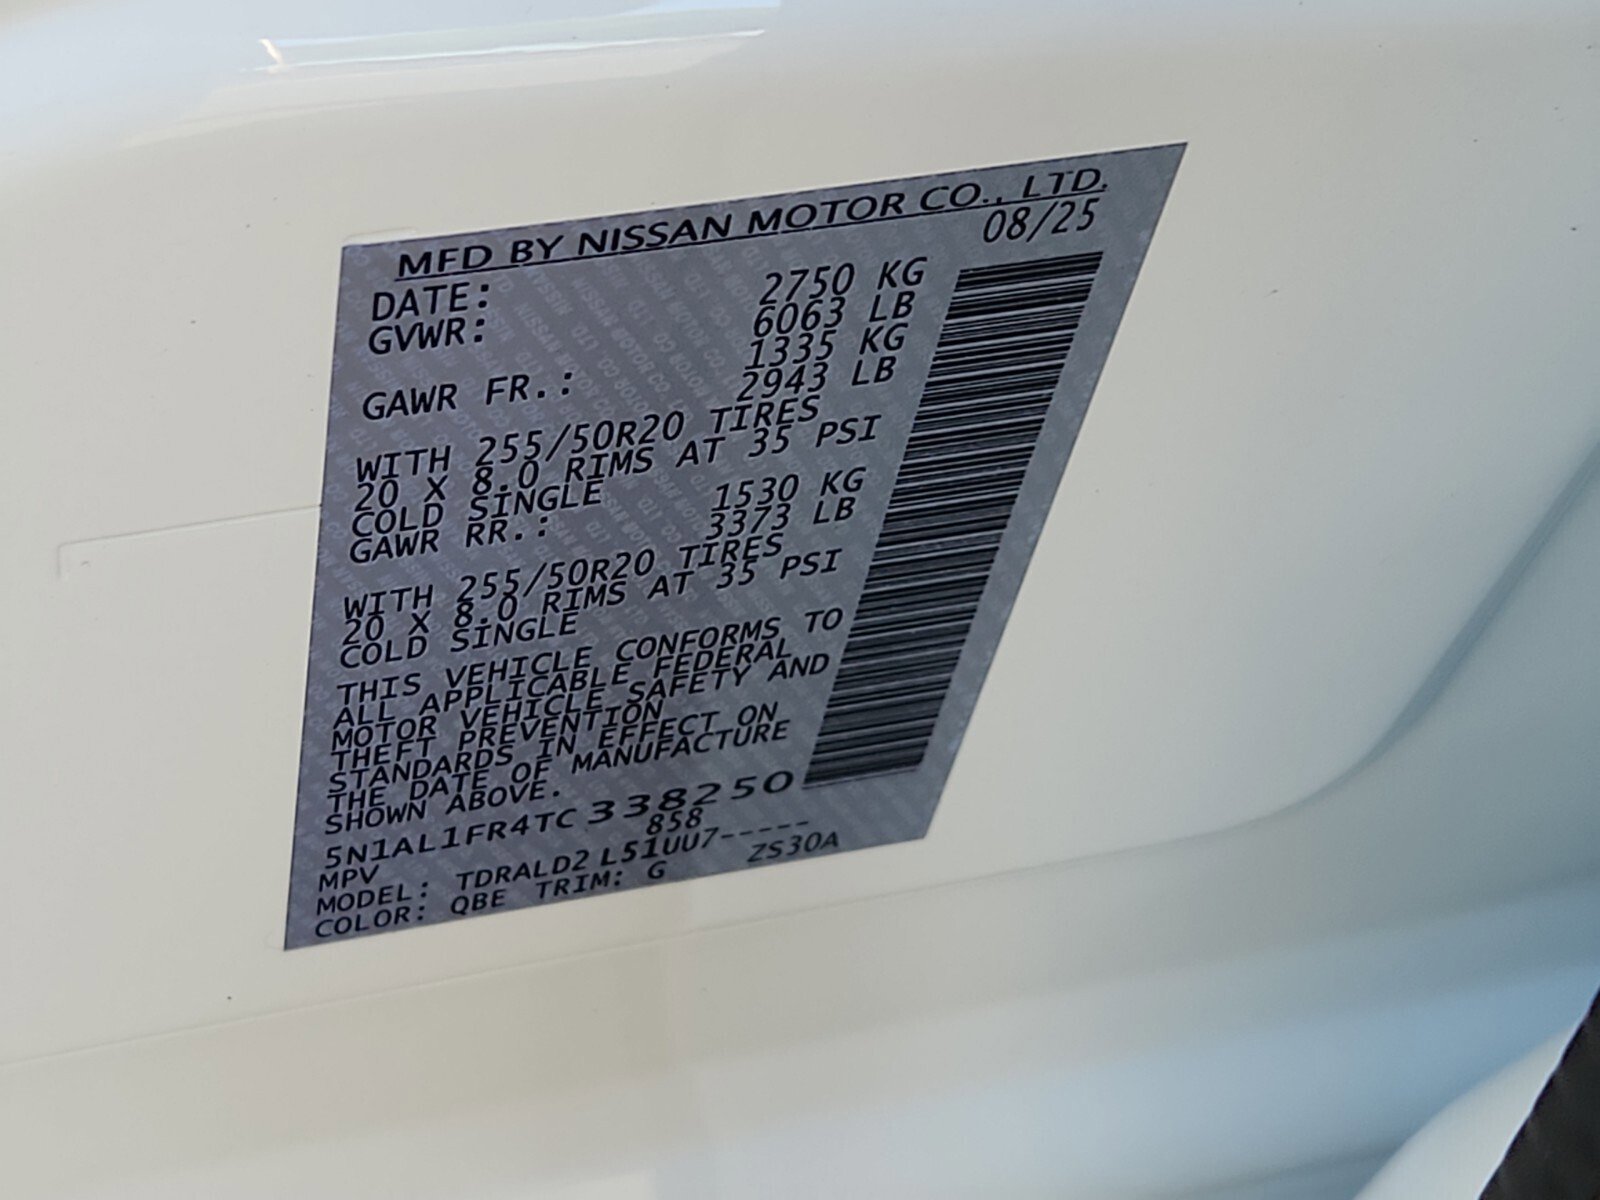 MFD BY NISSAN MOTOR CO., LTD.
DATE: 08/25
GVWR: 2750 KG
6063 LB
GAWR FR.: 1335 KG
2943 LB
WITH 255/50R20 TIRES
20 X 8.0 RIMS AT 35 PSI
COLD SINGLE
GAWR RR.: 1530 KG
3373 LB
WITH 255/50R20 TIRES
20 X 8.0 RIMS AT 35 PSI
COLD SINGLE
THIS VEHICLE CONFORMS TO
ALL APPLICABLE FEDERAL
MOTOR VEHICLE SAFETY AND
THEFT PREVENTION
STANDARDS IN EFFECT ON
THE DATE OF MANUFACTURE
SHOWN ABOVE.
5N1AL1FR4TC338250
MPV 858
MODEL: TDRALD2 L51UU7-----
COLOR: QBE TRIM: G ZS30A